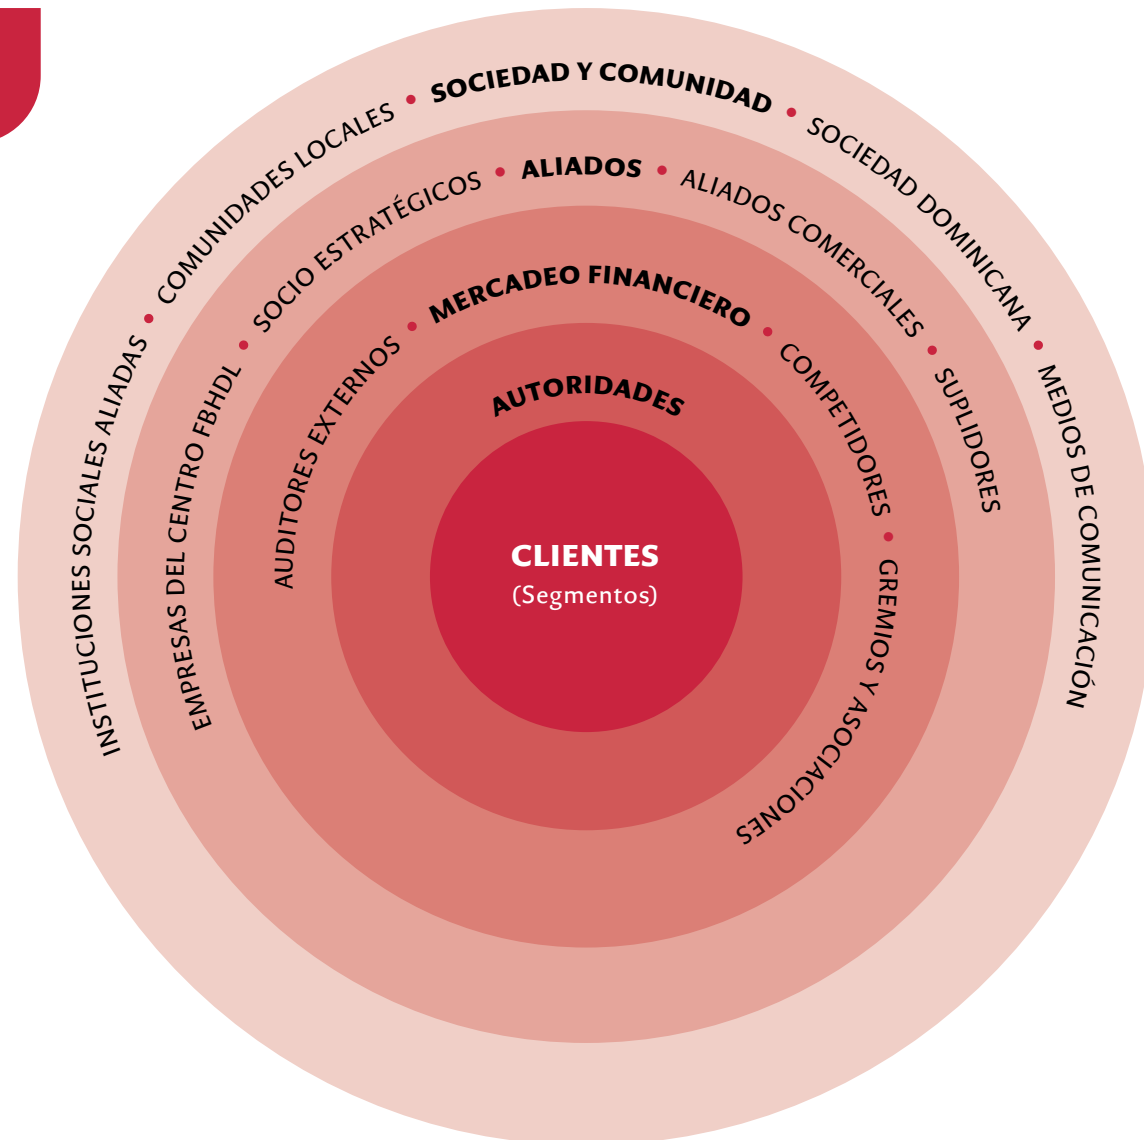 INSTITUCIONES SOCIALES ALIADAS • COMUNIDADES LOCALES • SOCIEDAD Y COMUNIDAD • SOCIEDAD DOMINICANA • MEDIOS DE COMUNICACIÓN
EMPRESAS DEL CENTRO FBHDL • SOCIO ESTRATÉGICOS • ALIADOS • ALIADOS COMERCIALES • SUPLIDORES
AUDITORES EXTERNOS • MERCADEO FINANCIERO • COMPETIDORES • GREMIOS Y ASOCIACIONES
AUTORIDADES
CLIENTES
(Segmentos)